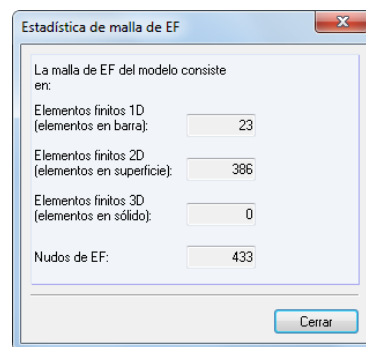 Estadística de malla de EF
La malla de EF del modelo consiste
en:
Elementos finitos 1D
(elementos en barra): 23
Elementos finitos 2D
(elementos en superficie): 386
Elementos finitos 3D
(elementos en sólido): 0
Nudos de EF: 433
Cerrar